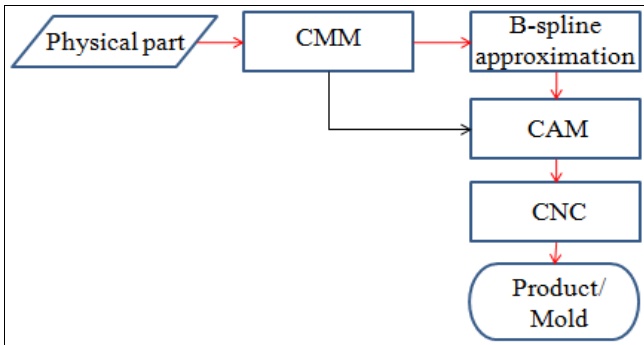 Physical part
CMM
B-spline
approximation
CAM
CNC
Product/
Mold